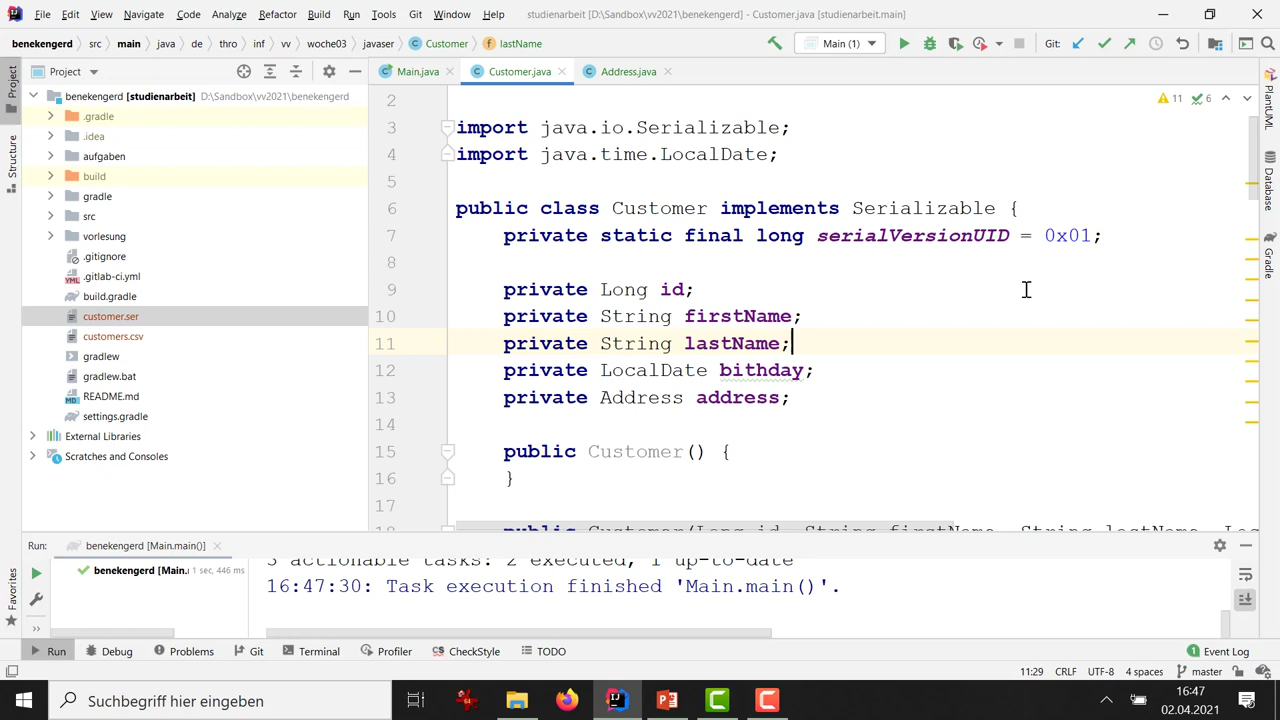 File Edit View Navigate Code Analyze Refactor Build Run Tools Git Window Help studienarbeit [D:\Sandbox\vv2021\benekengerd] - Customer.java [studienarbeit.main]
benekengerd src main java de thro inf vv woche03 javaser Customer lastName Main (1) Git:
Project Main.java Customer.java Address.java
benekengerd [studienarbeit] D:\Sandbox\vv2021\benekengerd
.gradle
.idea
aufgaben
build
gradle
src
vorlesung
.gitignore
.gitlab-ci.yml
build.gradle
customer.ser
customers.csv
gradlew
gradlew.bat
README.md
settings.gradle
External Libraries
Scratches and Consoles
Project
Structure
Favorites
2
3 import java.io.Serializable;
4 import java.time.LocalDate;
5
6 public class Customer implements Serializable {
7 private static final long serialVersionUID = 0x01;
8
9 private Long id;
10 private String firstName;
11 private String lastName;
12 private LocalDate bithday;
13 private Address address;
14
15 public Customer() {
16 }
17
18 public Customer(Long id, String firstName, String lastName, Loc
11 6
PlantUML
Database
Gradle
Run: benekengerd [Main.main()]
benekengerd [Main. 1 sec, 446 ms
3 actionable tasks: 2 executed, 1 up-to-date
16:47:30: Task execution finished 'Main.main()'.
Run Debug Problems Git Terminal Profiler CheckStyle TODO 1 Event Log
11:29 CRLF UTF-8 4 spaces master
Suchbegriff hier eingeben
16:47
02.04.2021